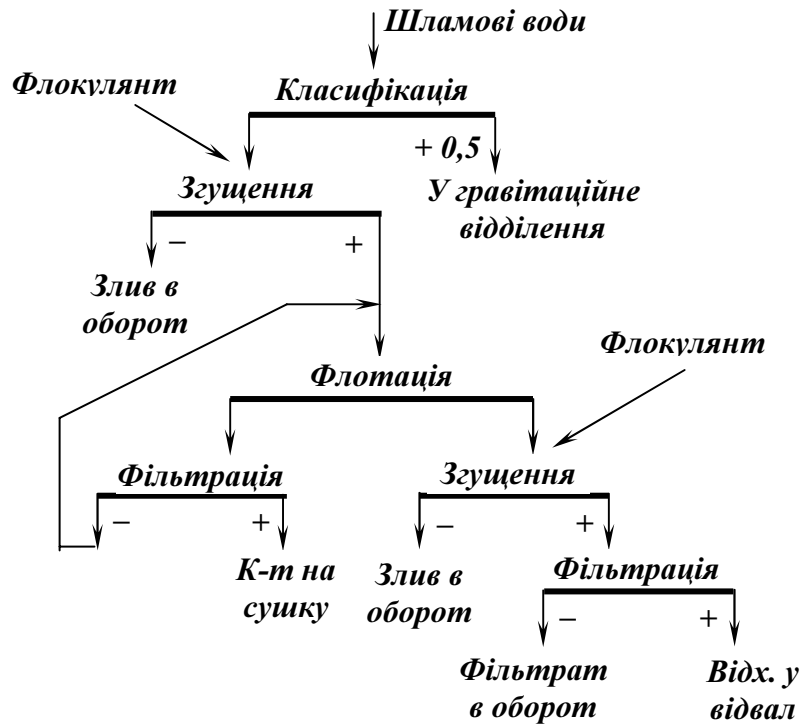 Шламові води
Флокулянт
Класифікація
+ 0,5
Згущення
У гравітаційне
відділення
– +
Злив в
оборот
Флокулянт
Флотація
Фільтрація
Згущення
– +
– +
К-т на
сушку
Злив в
оборот
Фільтрація
– +
Фільтрат
в оборот
Відх. у
відвал